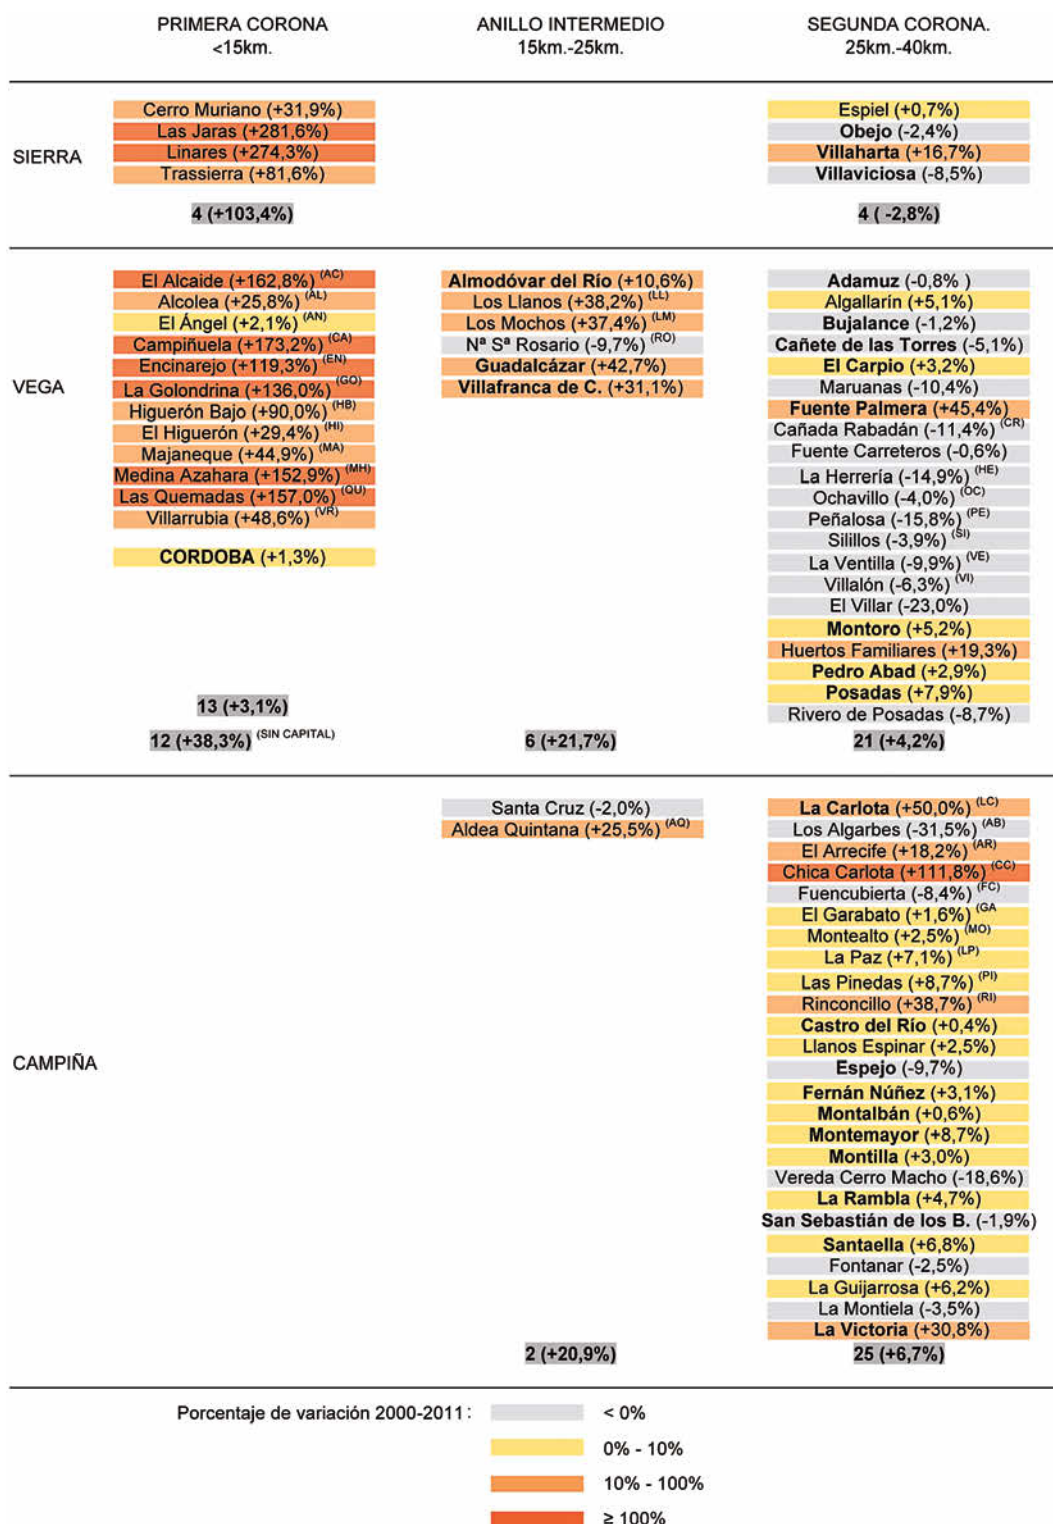 PRIMERA CORONA
<15km.
ANILLO INTERMEDIO
15km.-25km.
SEGUNDA CORONA.
25km.-40km.
SIERRA
Cerro Muriano (+31,9%)
Las Jaras (+281,6%)
Linares (+274,3%)
Trassierra (+81,6%)
4 (+103,4%)
Espiel (+0,7%)
Obejo (-2,4%)
Villaharta (+16,7%)
Villaviciosa (-8,5%)
4 ( -2,8%)
VEGA
El Alcaide (+162,8%) (AC)
Alcolea (+25,8%) (AL)
El Ángel (+2,1%) (AN)
Campiñuela (+173,2%) (CA)
Encinarejo (+119,3%) (EN)
La Golondrina (+136,0%) (GO)
Higuerón Bajo (+90,0%) (HB)
El Higuerón (+29,4%) (HI)
Majaneque (+44,9%) (MA)
Medina Azahara (+152,9%) (MH)
Las Quemadas (+157,0%) (QU)
Villarrubia (+48,6%) (VR)
CORDOBA (+1,3%)
13 (+3,1%)
12 (+38,3%) (SIN CAPITAL)
Almodóvar del Río (+10,6%)
Los Llanos (+38,2%) (LL)
Los Mochos (+37,4%) (LM)
Nª Sª Rosario (-9,7%) (RO)
Guadalcázar (+42,7%)
Villafranca de C. (+31,1%)
6 (+21,7%)
Adamuz (-0,8% )
Algallarín (+5,1%)
Bujalance (-1,2%)
Cañete de las Torres (-5,1%)
El Carpio (+3,2%)
Maruanas (-10,4%)
Fuente Palmera (+45,4%)
Cañada Rabadán (-11,4%) (CR)
Fuente Carreteros (-0,6%)
La Herrería (-14,9%) (HE)
Ochavillo (-4,0%) (OC)
Peñalosa (-15,8%) (PE)
Silillos (-3,9%) (SI)
La Ventilla (-9,9%) (VE)
Villalón (-6,3%) (VI)
El Villar (-23,0%)
Montoro (+5,2%)
Huertos Familiares (+19,3%)
Pedro Abad (+2,9%)
Posadas (+7,9%)
Rivero de Posadas (-8,7%)
21 (+4,2%)
CAMPIÑA
Santa Cruz (-2,0%)
Aldea Quintana (+25,5%) (AQ)
2 (+20,9%)
La Carlota (+50,0%) (LC)
Los Algarbes (-31,5%) (AB)
El Arrecife (+18,2%) (AR)
Chica Carlota (+111,8%) (CC)
Fuencubierta (-8,4%) (FC)
El Garabato (+1,6%) (GA
Montealto (+2,5%) (MO)
La Paz (+7,1%) (LP)
Las Pinedas (+8,7%) (PI)
Rinconcillo (+38,7%) (RI)
Castro del Río (+0,4%)
Llanos Espinar (+2,5%)
Espejo (-9,7%)
Fernán Núñez (+3,1%)
Montalbán (+0,6%)
Montemayor (+8,7%)
Montilla (+3,0%)
Vereda Cerro Macho (-18,6%)
La Rambla (+4,7%)
San Sebastián de los B. (-1,9%)
Santaella (+6,8%)
Fontanar (-2,5%)
La Guijarrosa (+6,2%)
La Montiela (-3,5%)
La Victoria (+30,8%)
25 (+6,7%)
Porcentaje de variación 2000-2011:
< 0%
0% - 10%
10% - 100%
≥ 100%